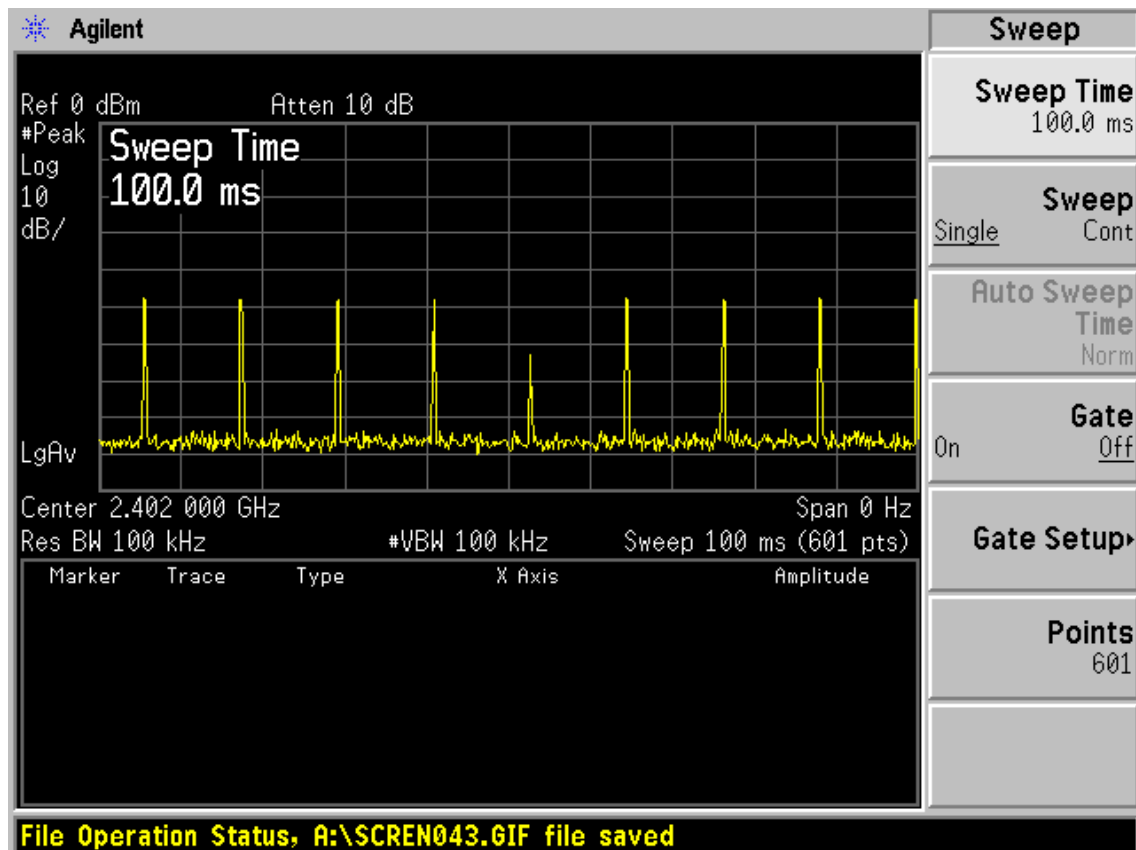 Agilent
Sweep
Ref 0 dBm Atten 10 dB
#Peak
Log
10
dB/
Sweep Time
100.0 ms
LgAv
Center 2.402 000 GHz Span 0 Hz
Res BW 100 kHz #VBW 100 kHz Sweep 100 ms (601 pts)
Marker Trace Type X Axis Amplitude
Sweep Time
100.0 ms
Sweep
Single Cont
Auto Sweep
Time
Norm
Gate
On Off
Gate Setup
Points
601
File Operation Status, A:\SCREN043.GIF file saved